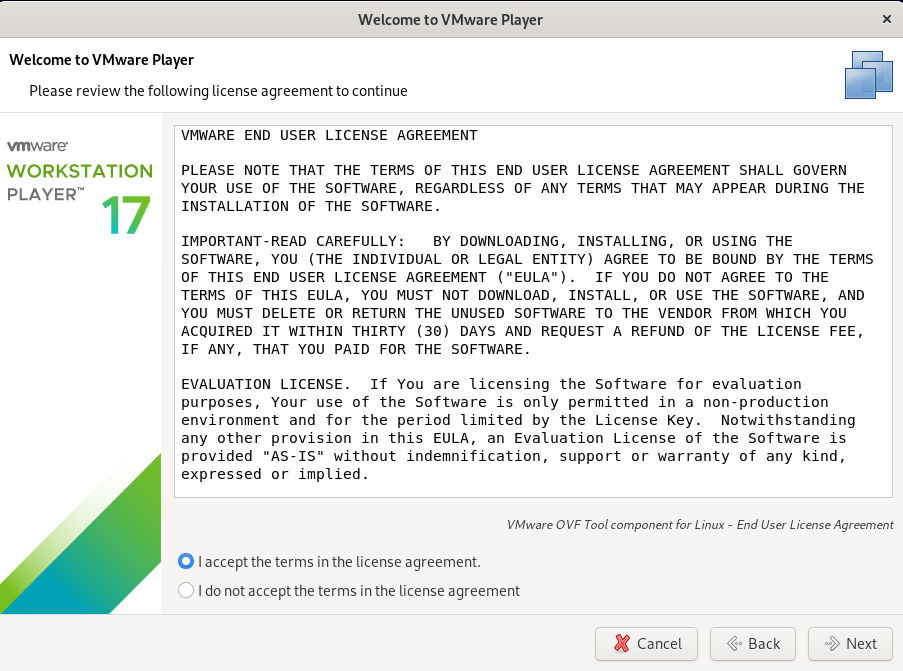 Welcome to VMware Player
Welcome to VMware Player
Please review the following license agreement to continue
vmware
WORKSTATION
PLAYER™
17
VMWARE END USER LICENSE AGREEMENT
PLEASE NOTE THAT THE TERMS OF THIS END USER LICENSE AGREEMENT SHALL GOVERN
YOUR USE OF THE SOFTWARE, REGARDLESS OF ANY TERMS THAT MAY APPEAR DURING THE
INSTALLATION OF THE SOFTWARE.
IMPORTANT-READ CAREFULLY:   BY DOWNLOADING, INSTALLING, OR USING THE
SOFTWARE, YOU (THE INDIVIDUAL OR LEGAL ENTITY) AGREE TO BE BOUND BY THE TERMS
OF THIS END USER LICENSE AGREEMENT ("EULA").  IF YOU DO NOT AGREE TO THE
TERMS OF THIS EULA, YOU MUST NOT DOWNLOAD, INSTALL, OR USE THE SOFTWARE, AND
YOU MUST DELETE OR RETURN THE UNUSED SOFTWARE TO THE VENDOR FROM WHICH YOU
ACQUIRED IT WITHIN THIRTY (30) DAYS AND REQUEST A REFUND OF THE LICENSE FEE,
IF ANY, THAT YOU PAID FOR THE SOFTWARE.
EVALUATION LICENSE.  If You are licensing the Software for evaluation
purposes, Your use of the Software is only permitted in a non-production
environment and for the period limited by the License Key.  Notwithstanding
any other provision in this EULA, an Evaluation License of the Software is
provided "AS-IS" without indemnification, support or warranty of any kind,
expressed or implied.
VMware OVF Tool component for Linux - End User License Agreement
I accept the terms in the license agreement.
I do not accept the terms in the license agreement
Cancel
Back
Next